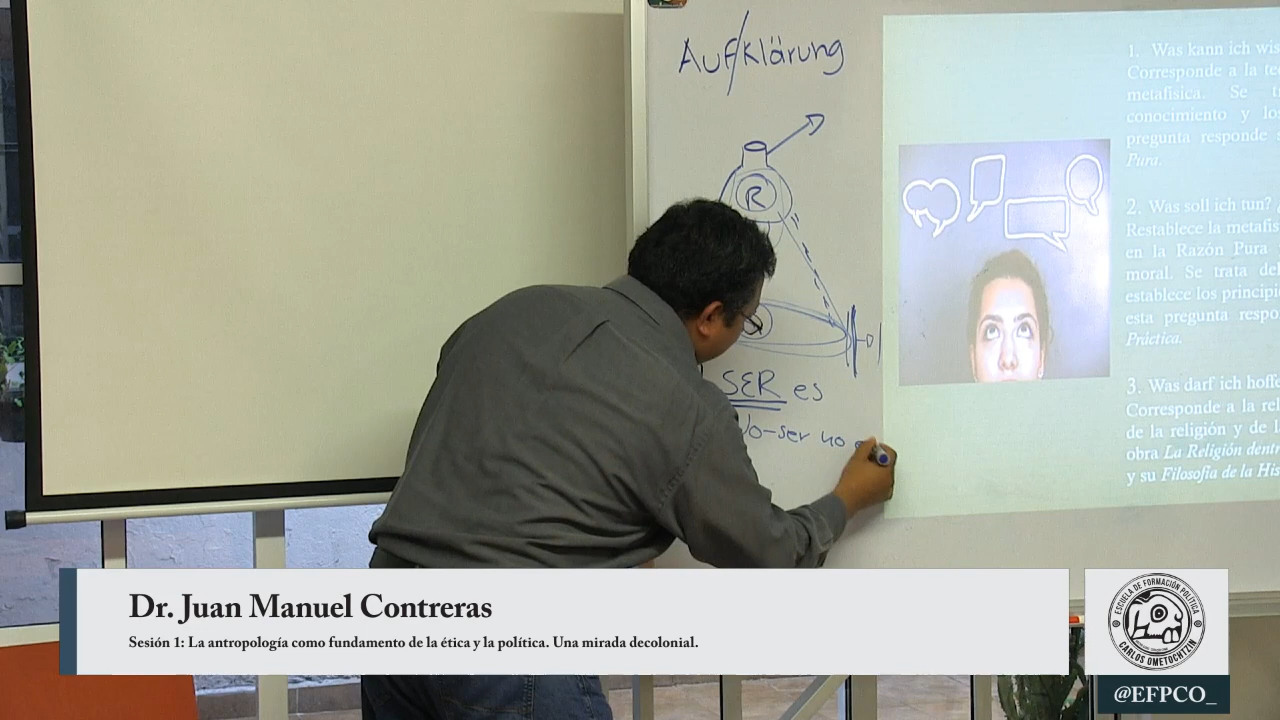 Aufklärung
R
SER es
No-ser no
1. Was kann ich wis
Corresponde a la te
metafísica. Se t
conocimiento y lo
pregunta responde
Pura.
2. Was soll ich tun?
Restablece la metafís
en la Razón Pura
moral. Se trata de
establece los principi
esta pregunta respo
Práctica.
3. Was darf ich hoffe
Corresponde a la rel
de la religión y de l
obra La Religión dentr
y su Filosofía de la His
Dr. Juan Manuel Contreras
Sesión 1: La antropología como fundamento de la ética y la política. Una mirada decolonial.
ESCUELA DE FORMACIÓN POLÍTICA
CARLOS OMETOCHTZIN
@EFPCO_